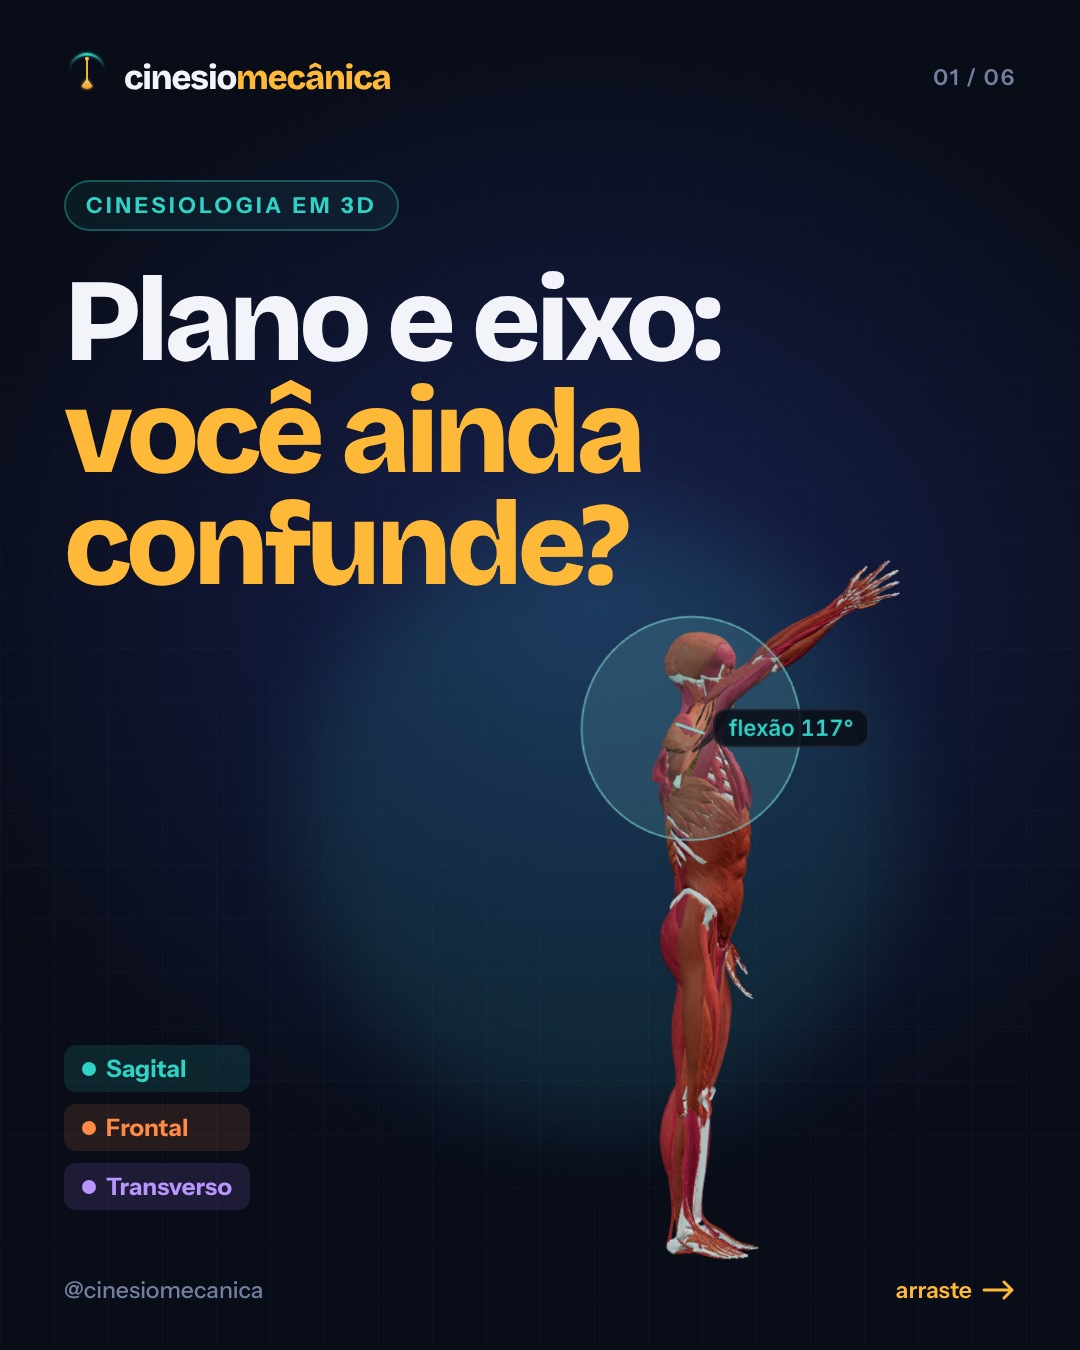 cinesiomecânica
01 / 06
CINESIOLOGIA EM 3D
Plano e eixo:
você ainda
confunde?
flexão 117°
Sagital
Frontal
Transverso
@cinesiomecanica
arraste →